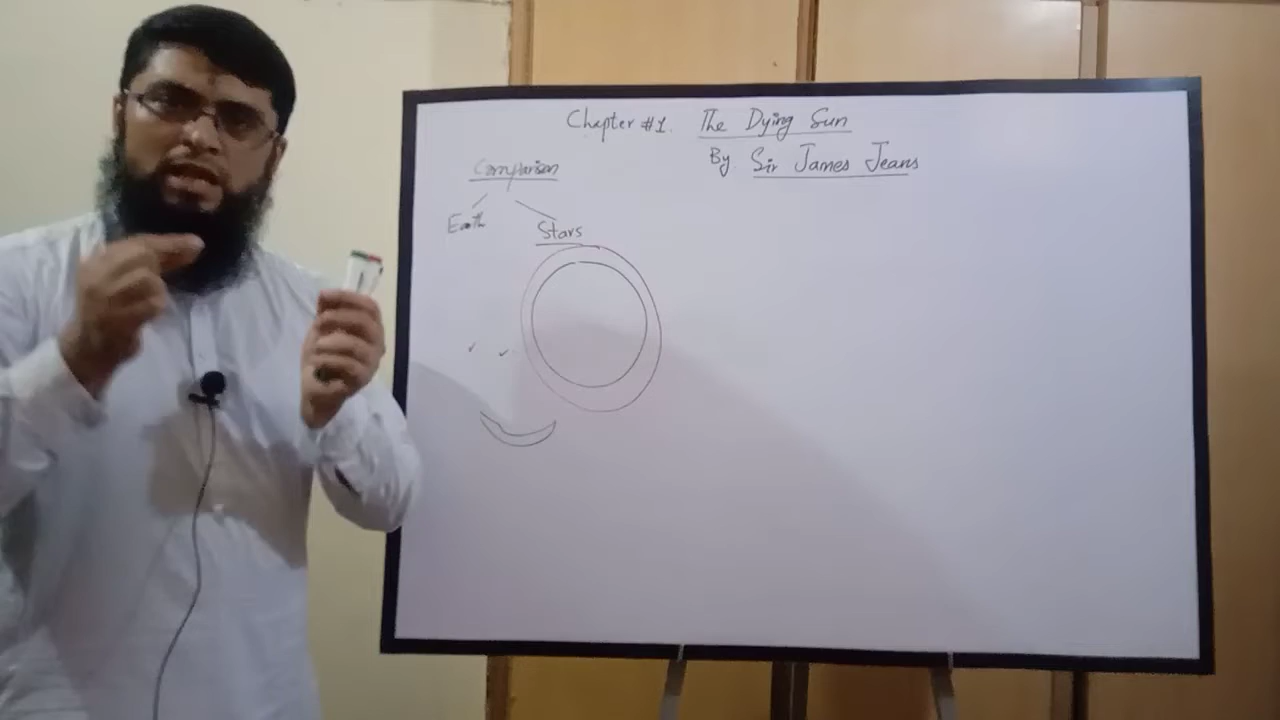 Chapter #1. The Dying Sun
By Sir James Jeans
Comparison
Earth
Stars